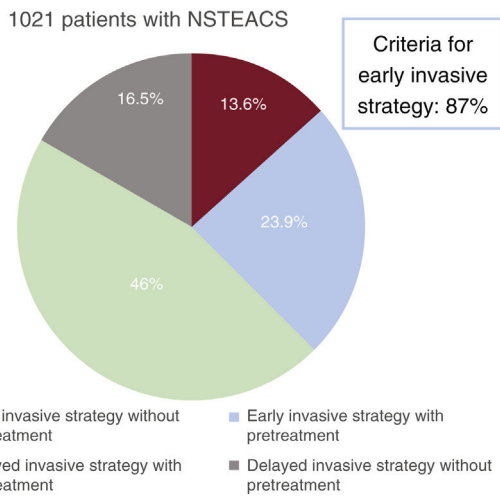 1021 patients with NSTEACS
Criteria for
early invasive
strategy: 87%
16.5%
13.6%
23.9%
46%
invasive strategy without
Early invasive strategy with
pretreatment
invasive strategy with
Delayed invasive strategy without
pretreatment